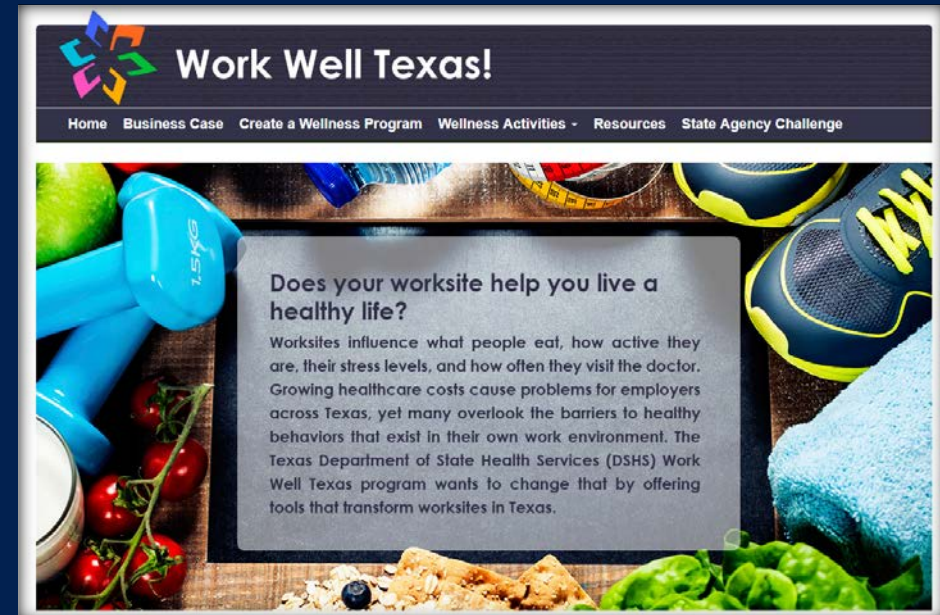 Work Well Texas!
Home Business Case Create a Wellness Program Wellness Activities Resources State Agency Challenge
1.5KG
Does your worksite help you live a
healthy life?
Worksites influence what people eat, how active they
are, their stress levels, and how often they visit the doctor.
Growing healthcare costs cause problems for employers
across Texas, yet many overlook the barriers to healthy
behaviors that exist in their own work environment. The
Texas Department of State Health Services (DSHS) Work
Well Texas program wants to change that by offering
tools that transform worksites in Texas.